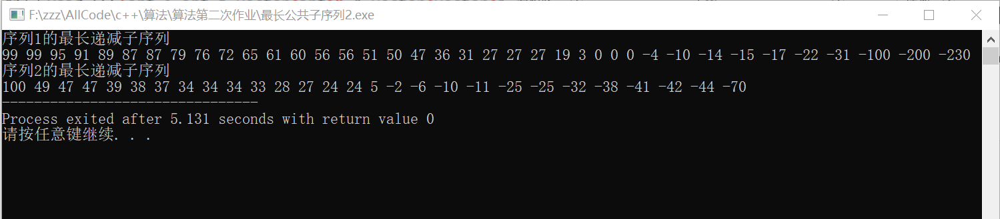 F:\zzz\AllCode\c++\算法\算法第二次作业\最长公共子序列2.exe
序列1的最长递减子序列
99 99 95 91 89 87 87 79 76 72 65 61 60 56 56 51 50 47 36 31 27 27 27 19 3 0 0 0 -4 -10 -14 -15 -17 -22 -31 -100 -200 -230
序列2的最长递减子序列
100 49 47 47 39 38 37 34 34 34 33 28 27 24 24 5 -2 -6 -10 -11 -25 -25 -32 -38 -41 -42 -44 -70
--------------------------------
Process exited after 5.131 seconds with return value 0
请按任意键继续. . .